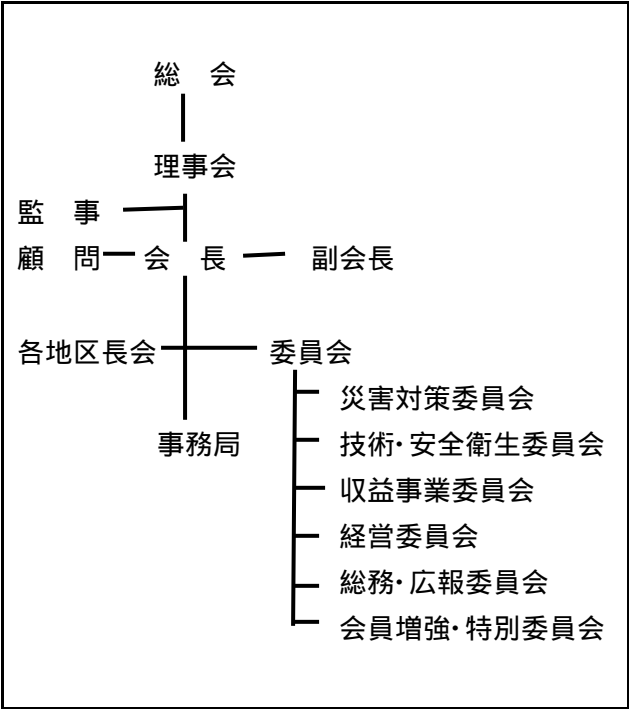 総　会
理事会
監　事
顧　問
会　長
副会長
各地区長会
委員会
災害対策委員会
技術・安全衛生委員会
事務局
収益事業委員会
経営委員会
総務・広報委員会
会員増強・特別委員会